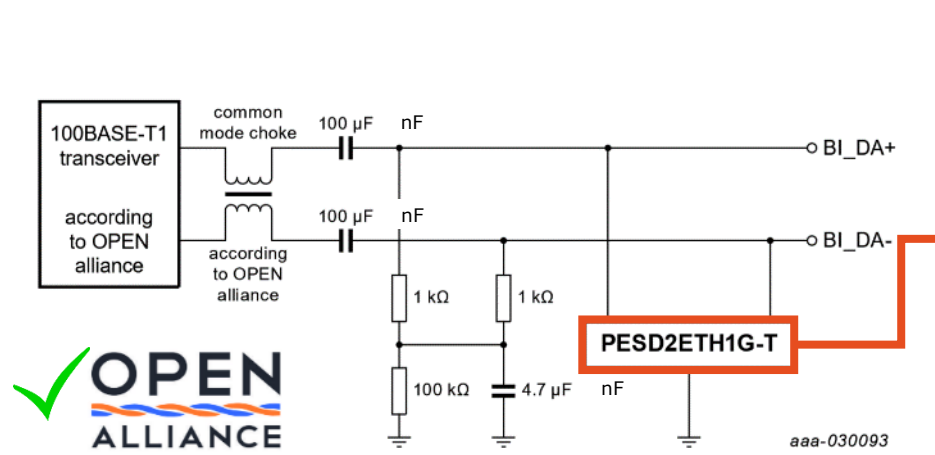 common
mode choke
100 µF nF
100BASE-T1
transceiver
BI_DA+
according
to OPEN
alliance
100 µF nF
BI_DA-
according
to OPEN
alliance
1 kΩ
1 kΩ
PESD2ETH1G-T
100 kΩ
4.7 µF nF
OPEN
ALLIANCE
aaa-030093